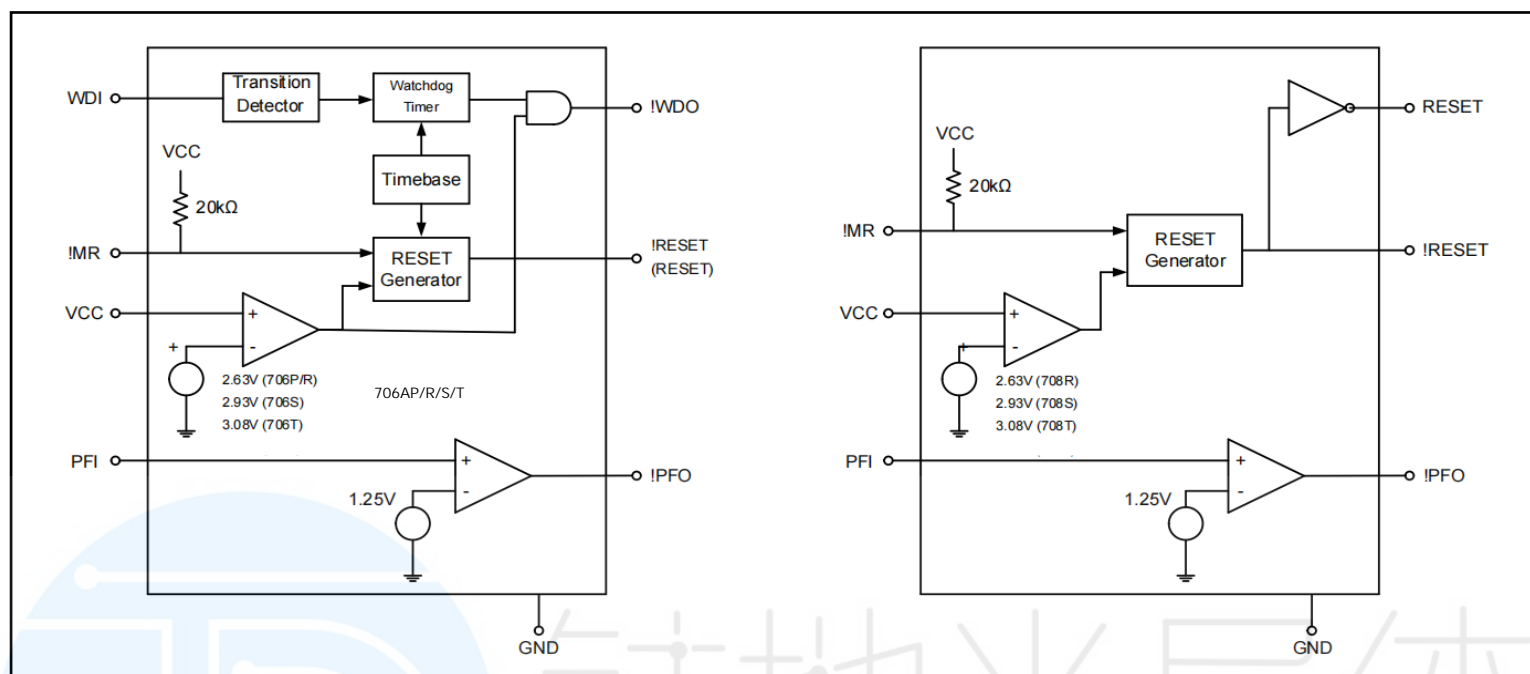 WDI
Transition
Detector
Watchdog
Timer
!WDO
VCC
20kΩ
Timebase
!MR
RESET
Generator
!RESET
(RESET)
VCC
+
-
+
2.63V (706P/R)
2.93V (706S)
3.08V (706T)
706AP/R/S/T
PFI
+
-
1.25V
!PFO
GND
RESET
VCC
20kΩ
!MR
RESET
Generator
!RESET
VCC
+
-
+
2.63V (708R)
2.93V (708S)
3.08V (708T)
PFI
+
-
1.25V
!PFO
GND